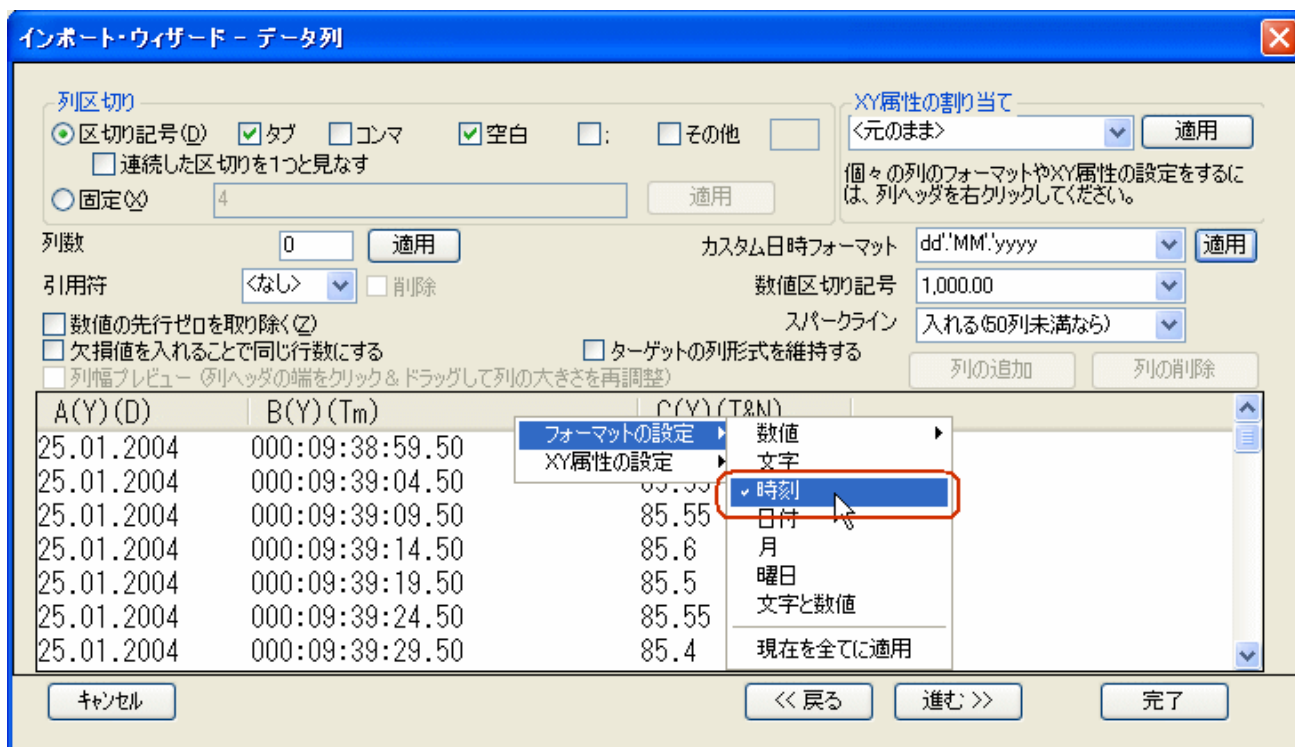 インポート・ウィザード - データ列
列区切り
区切り記号(D) タブ コンマ 空白 : その他
連続した区切りを1つと見なす
固定(X) 4 適用
XY属性の割り当て
<元のまま> 適用
個々の列のフォーマットやXY属性の設定をするに
は、列ヘッダを右クリックしてください。
列数 0 適用
カスタム日時フォーマット dd'.'MM'.'yyyy 適用
引用符 <なし> 削除
数値区切り記号 1,000.00
数値の先行ゼロを取り除く(Z)
スパークライン 入れる(50列未満なら)
欠損値を入れることで同じ行数にする
ターゲットの列形式を維持する
列幅プレビュー (列ヘッダの端をクリック&ドラッグして列の大きさを再調整)
列の追加 列の削除
A(Y)(D) B(Y)(Tm) C(Y)(T&N)
25.01.2004 000:09:38:59.50
25.01.2004 000:09:39:04.50
25.01.2004 000:09:39:09.50 85.55
25.01.2004 000:09:39:14.50 85.6
25.01.2004 000:09:39:19.50 85.5
25.01.2004 000:09:39:24.50 85.55
25.01.2004 000:09:39:29.50 85.4
フォーマットの設定
XY属性の設定
数値
文字
時刻
日付
月
曜日
文字と数値
現在を全てに適用
キャンセル << 戻る 進む >> 完了